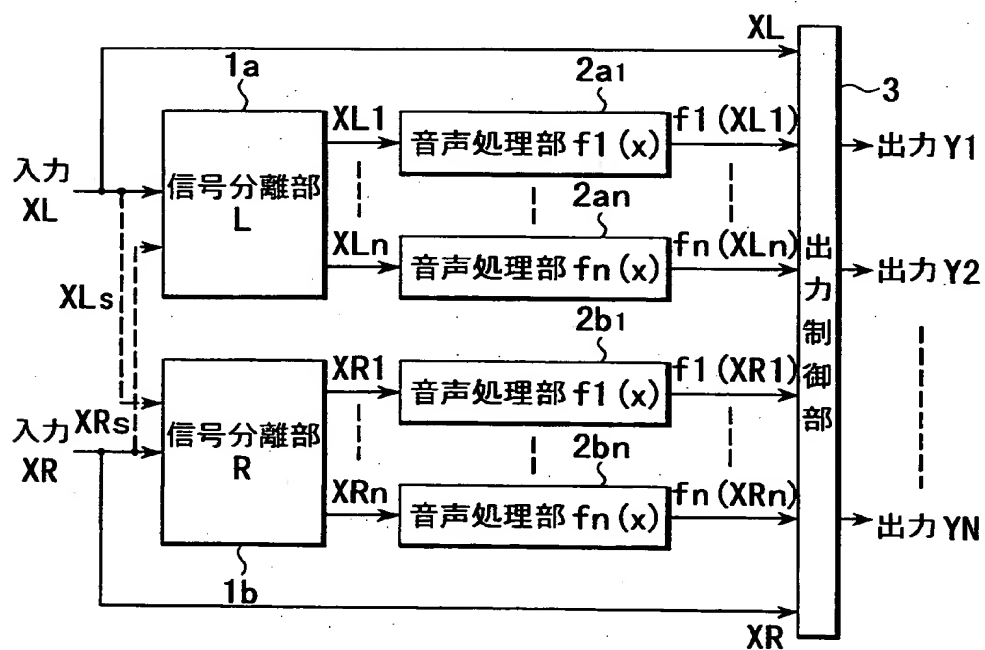 XL
1a
2a1
3
信号分離部
L
XL1
音声処理部 f1(x)
f1(XL1)
出力 Y1
入力
XL
2an
XLn
音声処理部 fn(x)
fn(XLn)
出力 Y2
出力制御部
XLs
2b1
XR1
音声処理部 f1(x)
f1(XR1)
入力
XR
XRs
信号分離部
R
2bn
XRn
音声処理部 fn(x)
fn(XRn)
出力 YN
1b
XR